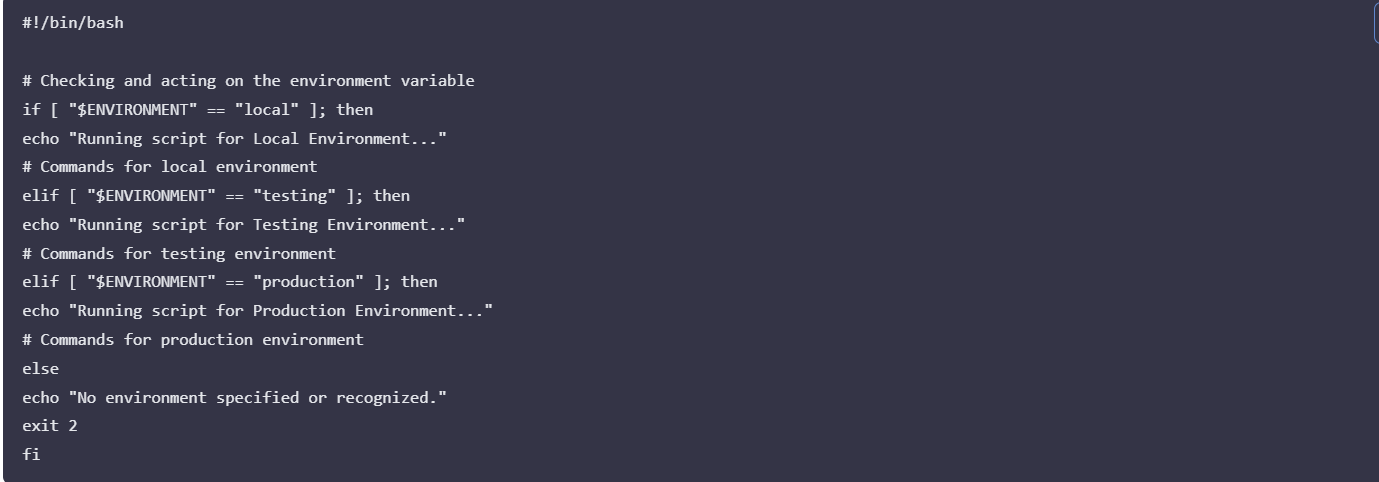 #!/bin/bash
# Checking and acting on the environment variable
if [ "$ENVIRONMENT" == "local" ]; then
echo "Running script for Local Environment..."
# Commands for local environment
elif [ "$ENVIRONMENT" == "testing" ]; then
echo "Running script for Testing Environment..."
# Commands for testing environment
elif [ "$ENVIRONMENT" == "production" ]; then
echo "Running script for Production Environment..."
# Commands for production environment
else
echo "No environment specified or recognized."
exit 2
fi